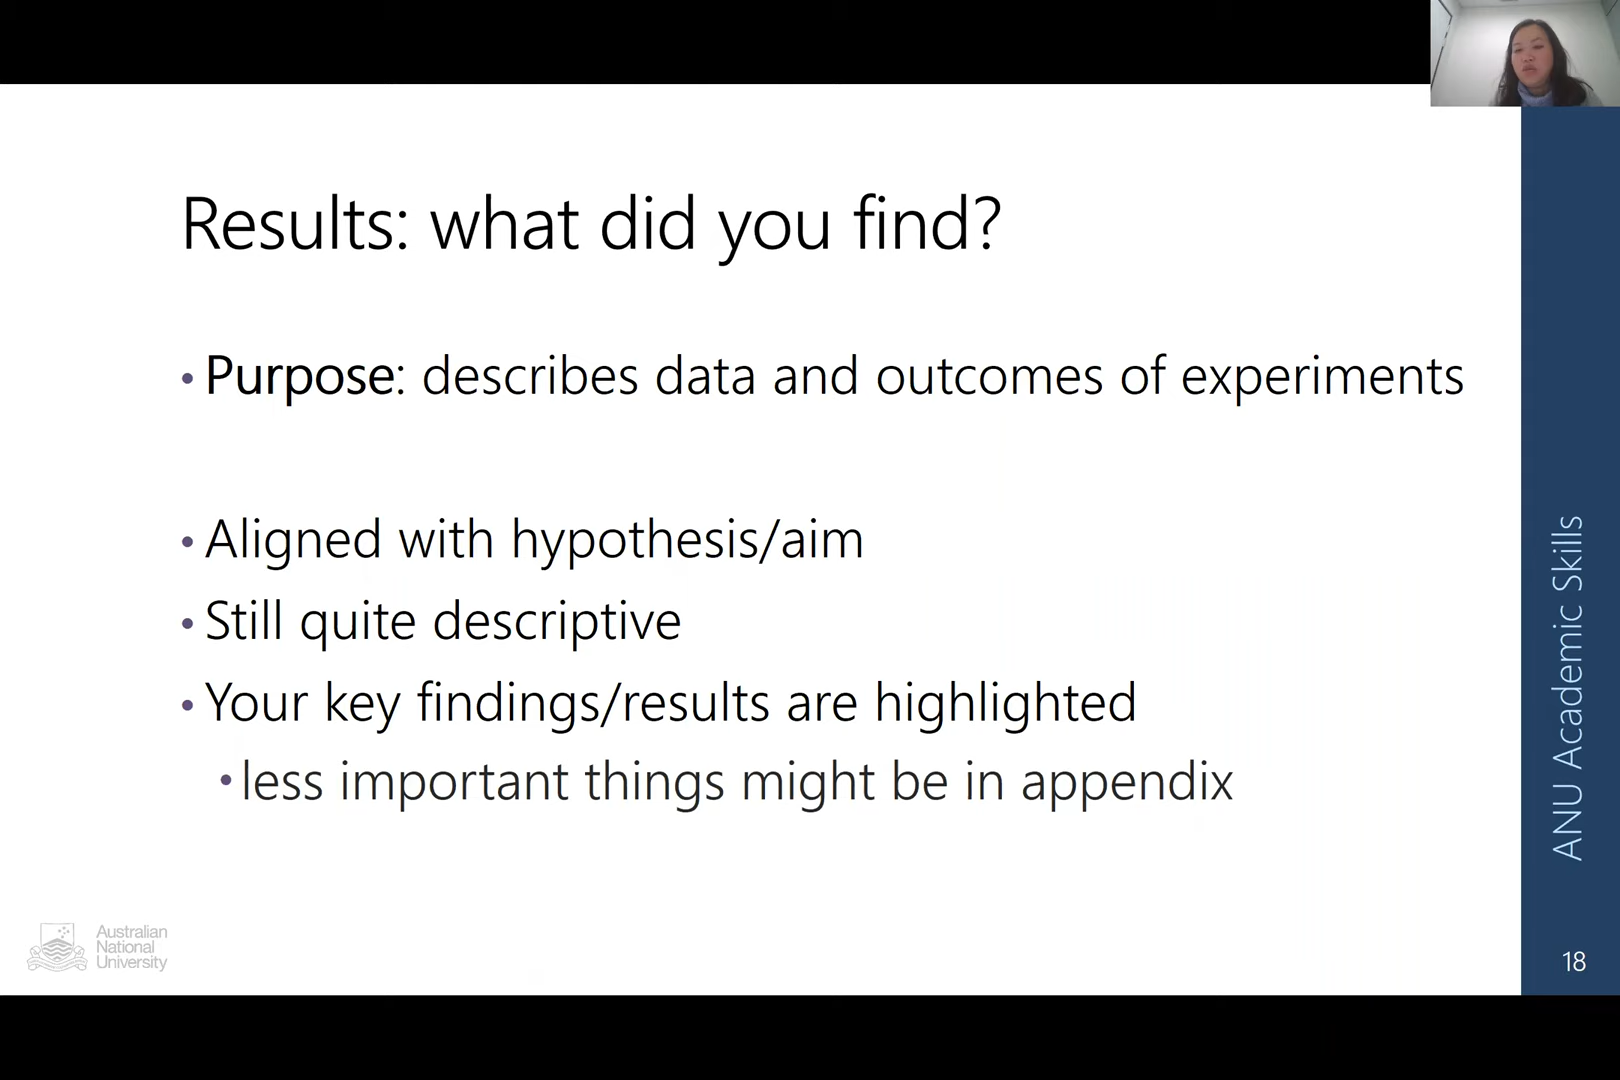 Results: what did you find?
• Purpose: describes data and outcomes of experiments
• Aligned with hypothesis/aim
• Still quite descriptive
• Your key findings/results are highlighted
• less important things might be in appendix
ANU Academic Skills
Australian
National
University
18